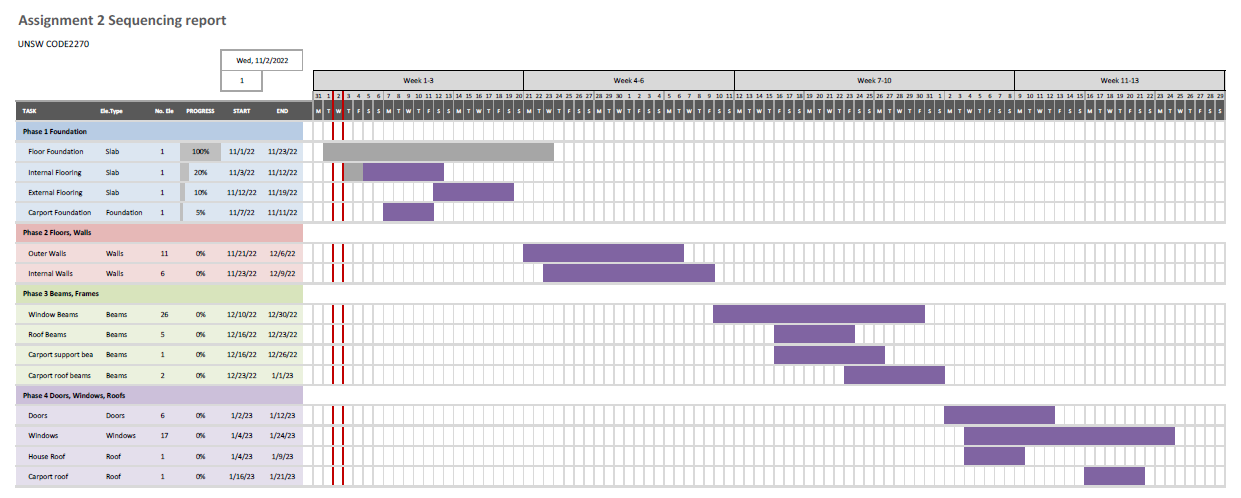 Assignment 2 Sequencing report
UNSW CODE2270
Wed, 11/2/2022
1
Week 1-3 Week 4-6 Week 7-10 Week 11-13
31 1 2 3 4 5 6 7 8 9 10 11 12 13 14 15 16 17 18 19 20 21 22 23 24 25 26 27 28 29 30 1 2 3 4 5 6 7 8 9 10 11 12 13 14 15 16 17 18 19 20 21 22 23 24 25 26 27 28 29 30 31 1 2 3 4 5 6 7 8 9 10 11 12 13 14 15 16 17 18 19 20 21 22 23 24 25 26 27 28 29
TASK Ele.Type No. Ele PROGRESS START END M T W T F S S M T W T F S S M T W T F S S M T W T F S S M T W T F S S M T W T F S S M T W T F S S M T W T F S S M T W T F S S M T W T F S S M T W T F S S M T W T F S S M T W T F S S
Phase 1 Foundation
Floor Foundation Slab 1 100% 11/1/22 11/23/22
Internal Flooring Slab 1 20% 11/3/22 11/12/22
External Flooring Slab 1 10% 11/12/22 11/19/22
Carport Foundation Foundation 1 5% 11/7/22 11/11/22
Phase 2 Floors, Walls
Outer Walls Walls 11 0% 11/21/22 12/6/22
Internal Walls Walls 6 0% 11/23/22 12/9/22
Phase 3 Beams, Frames
Window Beams Beams 26 0% 12/10/22 12/30/22
Roof Beams Beams 5 0% 12/16/22 12/23/22
Carport support bea Beams 1 0% 12/16/22 12/26/22
Carport roof beams Beams 2 0% 12/23/22 1/1/23
Phase 4 Doors, Windows, Roofs
Doors Doors 6 0% 1/2/23 1/12/23
Windows Windows 17 0% 1/4/23 1/24/23
House Roof Roof 1 0% 1/4/23 1/9/23
Carport roof Roof 1 0% 1/16/23 1/21/23